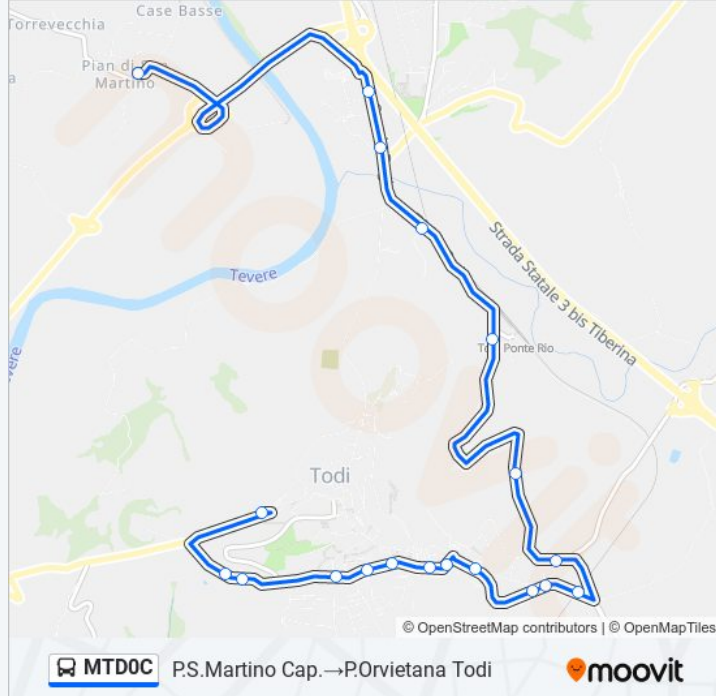 Case Basse
Torrevecchia
Pian di San
Martino
Tevere
Strada Statale 3 bis Tiberina
Ponte Rio
Todi
© OpenStreetMap contributors | © OpenMapTiles
MTD0C P.S.Martino Cap.→P.Orvietana Todi
moovit